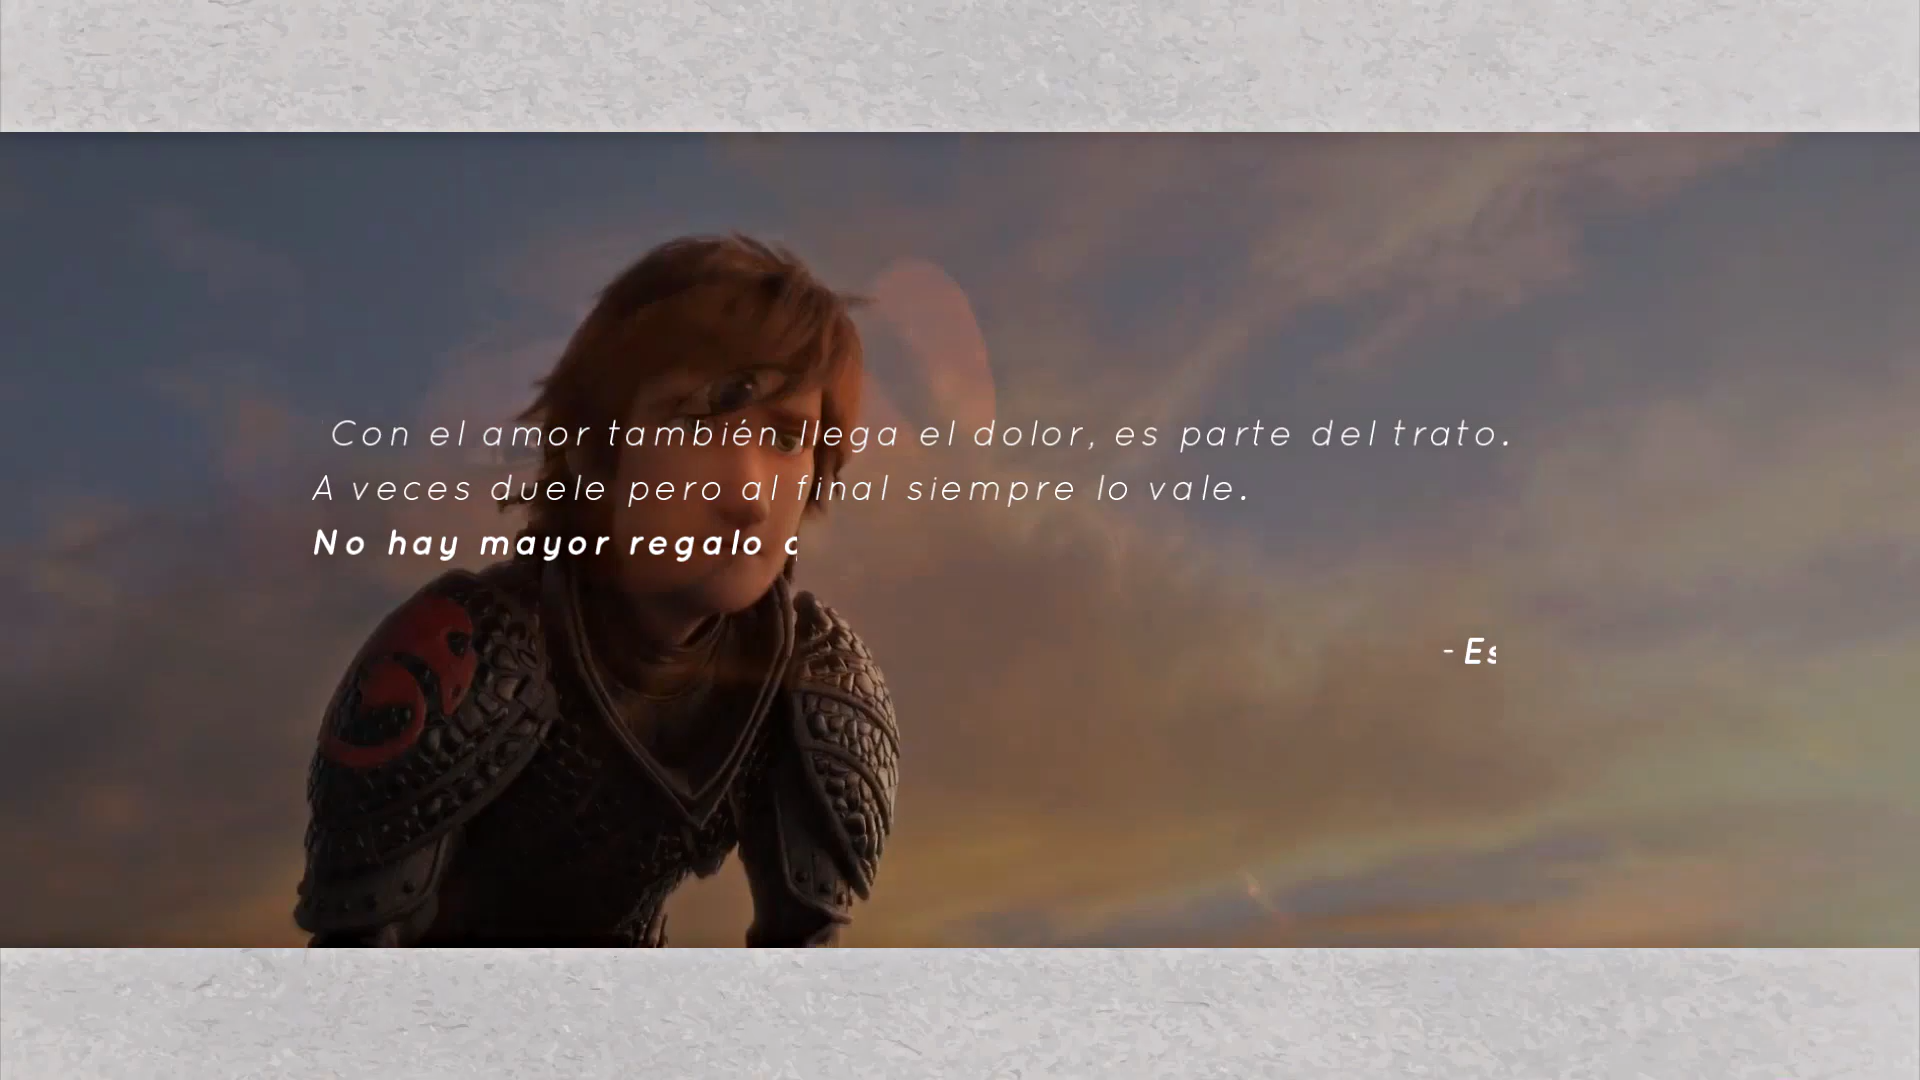 Con el amor también llega el dolor, es parte del trato.
A veces duele pero al final siempre lo vale.
No hay mayor regalo
-